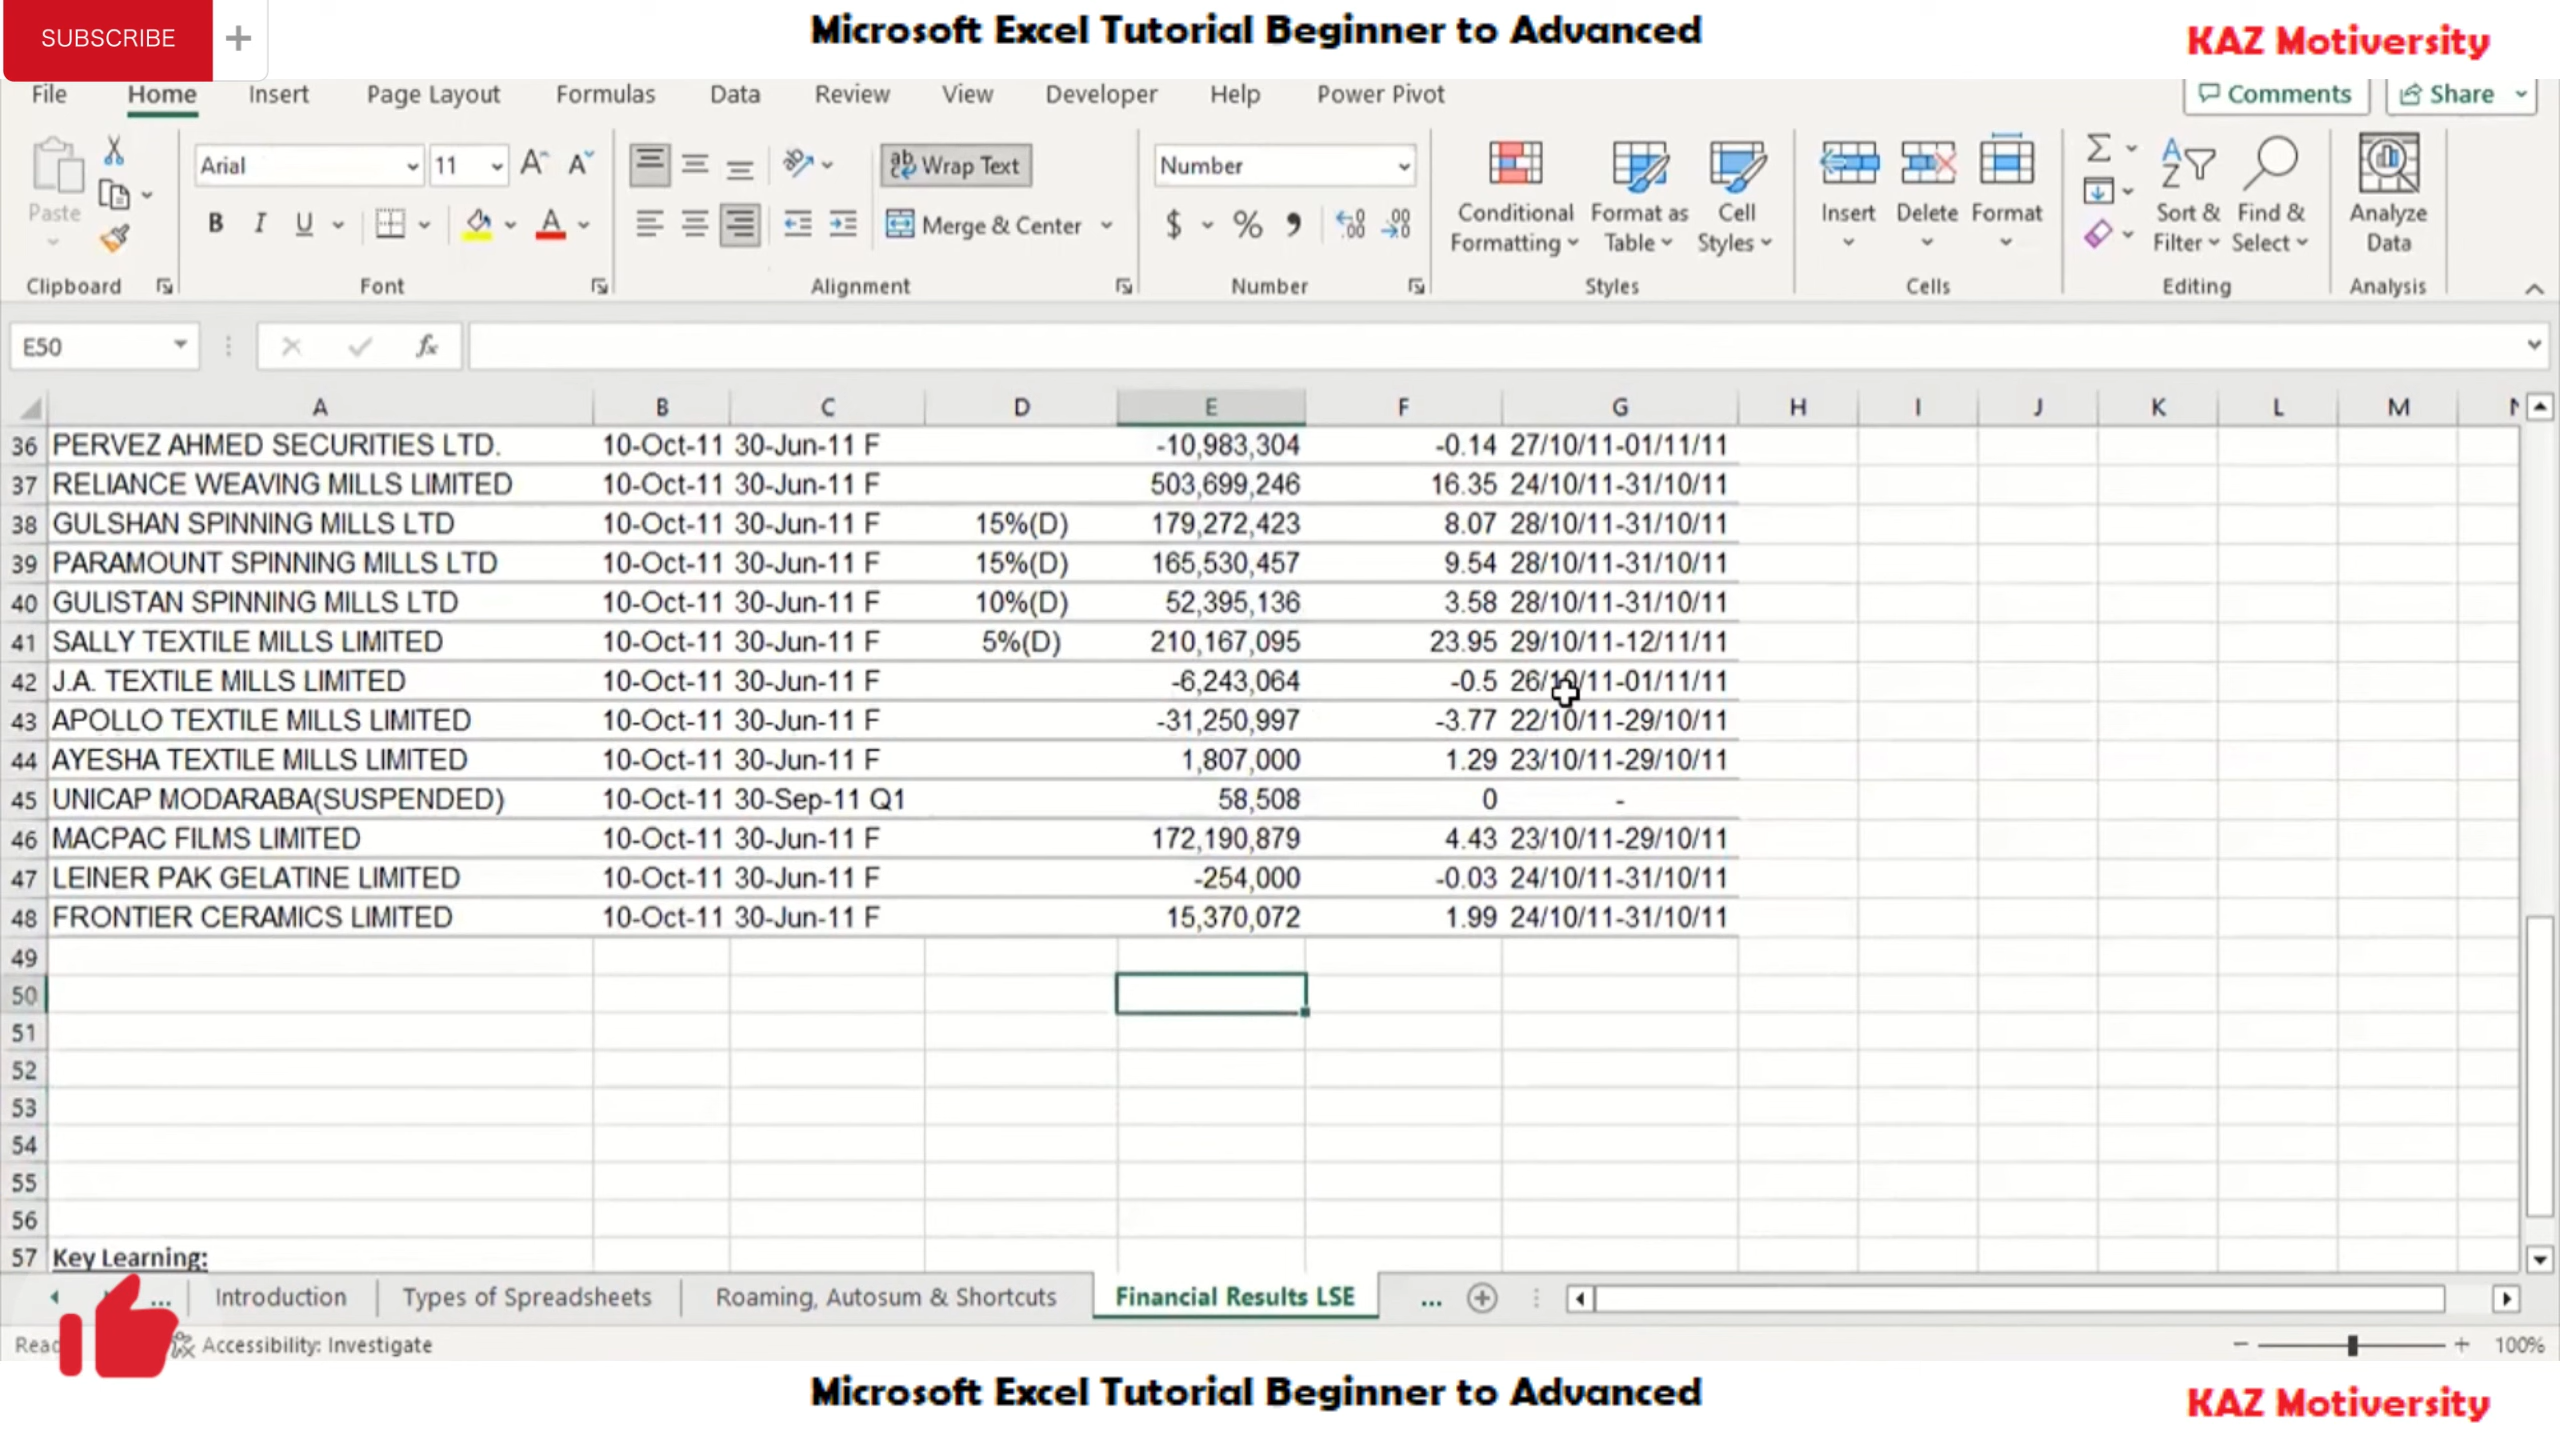 SUBSCRIBE +
Microsoft Excel Tutorial Beginner to Advanced
KAZ Motiversity
File Home Insert Page Layout Formulas Data Review View Developer Help Power Pivot Comments Share
Paste Arial 11 B I U Wrap Text Merge & Center Number $ % Conditional Formatting Format as Table Cell Styles Insert Delete Format Sort & Filter Find & Select Analyze Data
Clipboard Font Alignment Number Styles Cells Editing Analysis
E50 fx
A B C D E F G H I J K L M
36 PERVEZ AHMED SECURITIES LTD. 10-Oct-11 30-Jun-11 F -10,983,304 -0.14 27/10/11-01/11/11
37 RELIANCE WEAVING MILLS LIMITED 10-Oct-11 30-Jun-11 F 503,699,246 16.35 24/10/11-31/10/11
38 GULSHAN SPINNING MILLS LTD 10-Oct-11 30-Jun-11 F 15%(D) 179,272,423 8.07 28/10/11-31/10/11
39 PARAMOUNT SPINNING MILLS LTD 10-Oct-11 30-Jun-11 F 15%(D) 165,530,457 9.54 28/10/11-31/10/11
40 GULISTAN SPINNING MILLS LTD 10-Oct-11 30-Jun-11 F 10%(D) 52,395,136 3.58 28/10/11-31/10/11
41 SALLY TEXTILE MILLS LIMITED 10-Oct-11 30-Jun-11 F 5%(D) 210,167,095 23.95 29/10/11-12/11/11
42 J.A. TEXTILE MILLS LIMITED 10-Oct-11 30-Jun-11 F -6,243,064 -0.5 26/10/11-01/11/11
43 APOLLO TEXTILE MILLS LIMITED 10-Oct-11 30-Jun-11 F -31,250,997 -3.77 22/10/11-29/10/11
44 AYESHA TEXTILE MILLS LIMITED 10-Oct-11 30-Jun-11 F 1,807,000 1.29 23/10/11-29/10/11
45 UNICAP MODARABA(SUSPENDED) 10-Oct-11 30-Sep-11 Q1 58,508 0 -
46 MACPAC FILMS LIMITED 10-Oct-11 30-Jun-11 F 172,190,879 4.43 23/10/11-29/10/11
47 LEINER PAK GELATINE LIMITED 10-Oct-11 30-Jun-11 F -254,000 -0.03 24/10/11-31/10/11
48 FRONTIER CERAMICS LIMITED 10-Oct-11 30-Jun-11 F 15,370,072 1.99 24/10/11-31/10/11
49
50
51
52
53
54
55
56
57 Key Learning:
... Introduction Types of Spreadsheets Roaming, Autosum & Shortcuts Financial Results LSE ...
Accessibility: Investigate 100%
Microsoft Excel Tutorial Beginner to Advanced
KAZ Motiversity